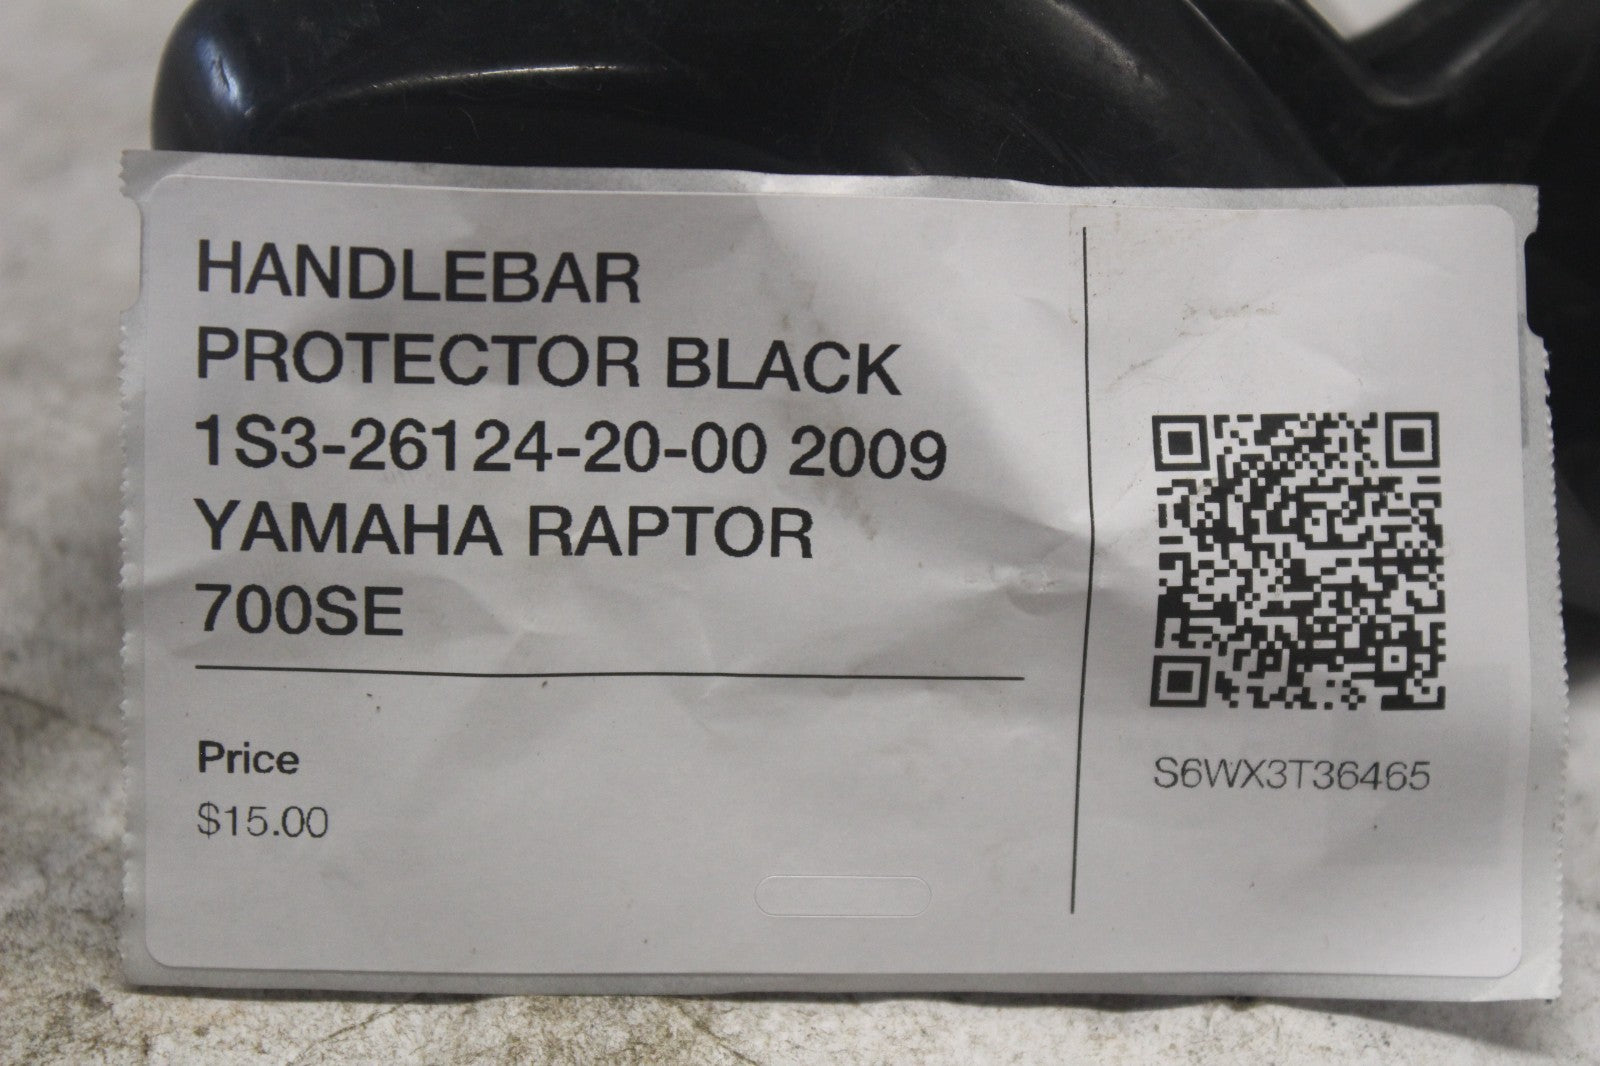 HANDLEBAR
PROTECTOR BLACK
1S3-26124-20-00 2009
YAMAHA RAPTOR
700SE
Price
$15.00
S6WX3T36465